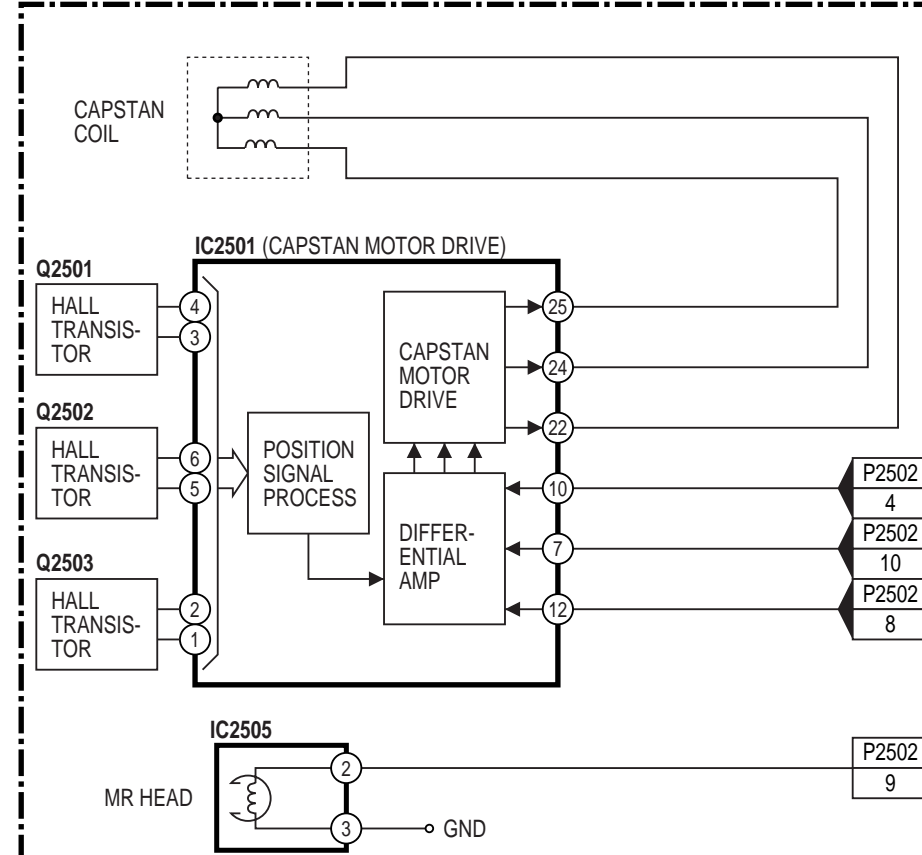 CAPSTAN
COIL
IC2501 (CAPSTAN MOTOR DRIVE)
Q2501
HALL
TRANSIS-
TOR
4
3
Q2502
HALL
TRANSIS-
TOR
6
5
Q2503
HALL
TRANSIS-
TOR
2
1
POSITION
SIGNAL
PROCESS
CAPSTAN
MOTOR
DRIVE
DIFFER-
ENTIAL
AMP
25
24
22
10
7
12
P2502
4
P2502
10
P2502
8
IC2505
MR HEAD
2
3
GND
P2502
9